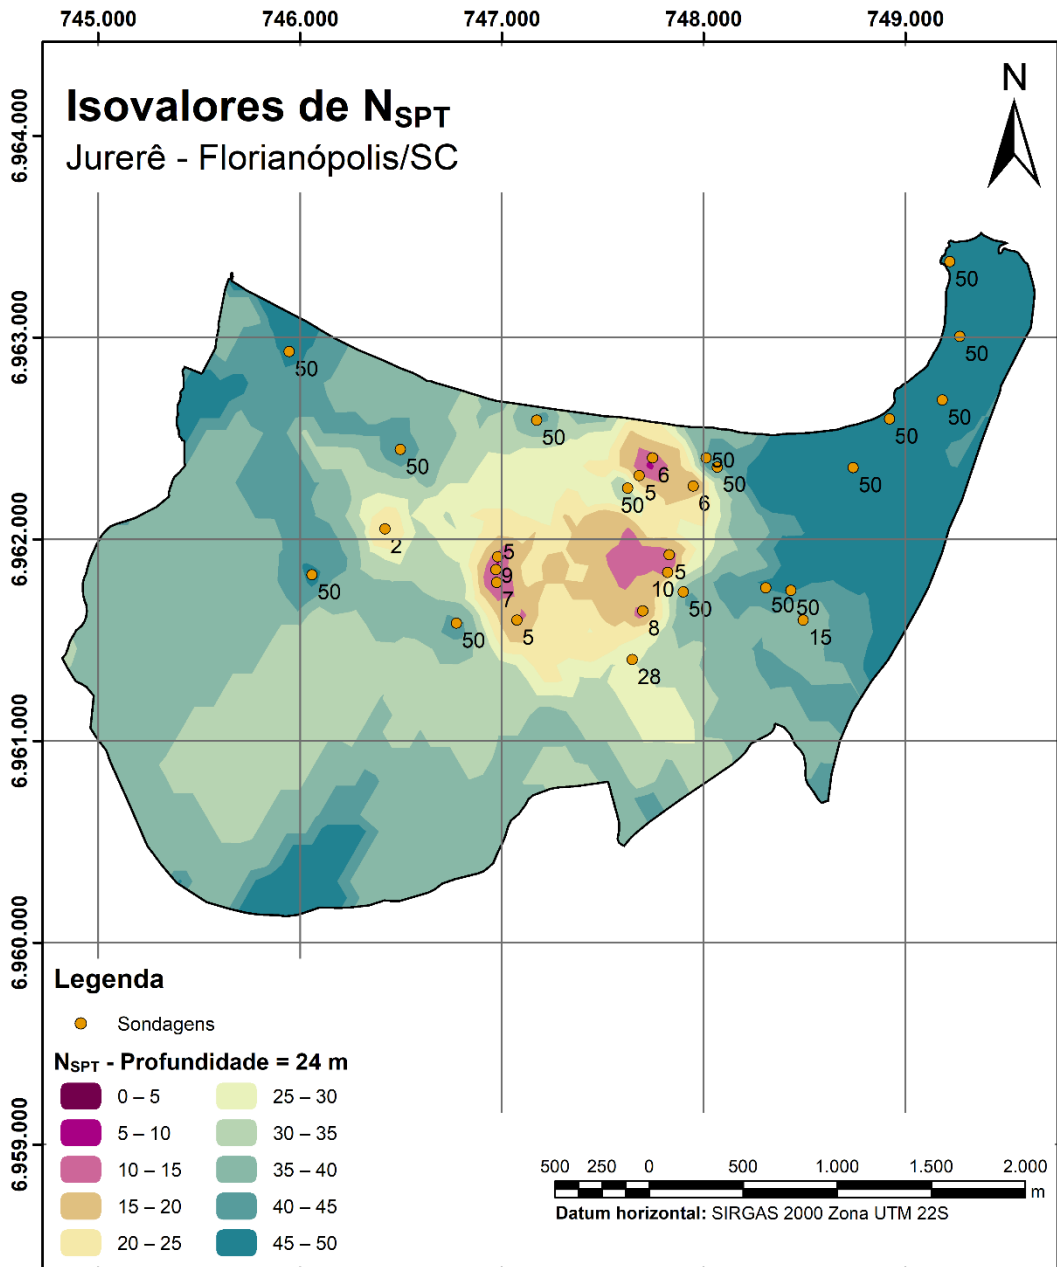 745.000 746.000 747.000 748.000 749.000
6.964.000
6.963.000
6.962.000
6.961.000
6.960.000
6.959.000
Isovalores de NSPT
Jurerê - Florianópolis/SC
N
50
50
50
50
50
50
50
50
50
50
6
5
50
6
2
5
9
7
5
50
50
5
10
50
8
28
50
50
15
Legenda
Sondagens
NSPT - Profundidade = 24 m
0 – 5
5 – 10
10 – 15
15 – 20
20 – 25
25 – 30
30 – 35
35 – 40
40 – 45
45 – 50
500 250 0 500 1.000 1.500 2.000
m
Datum horizontal: SIRGAS 2000 Zona UTM 22S